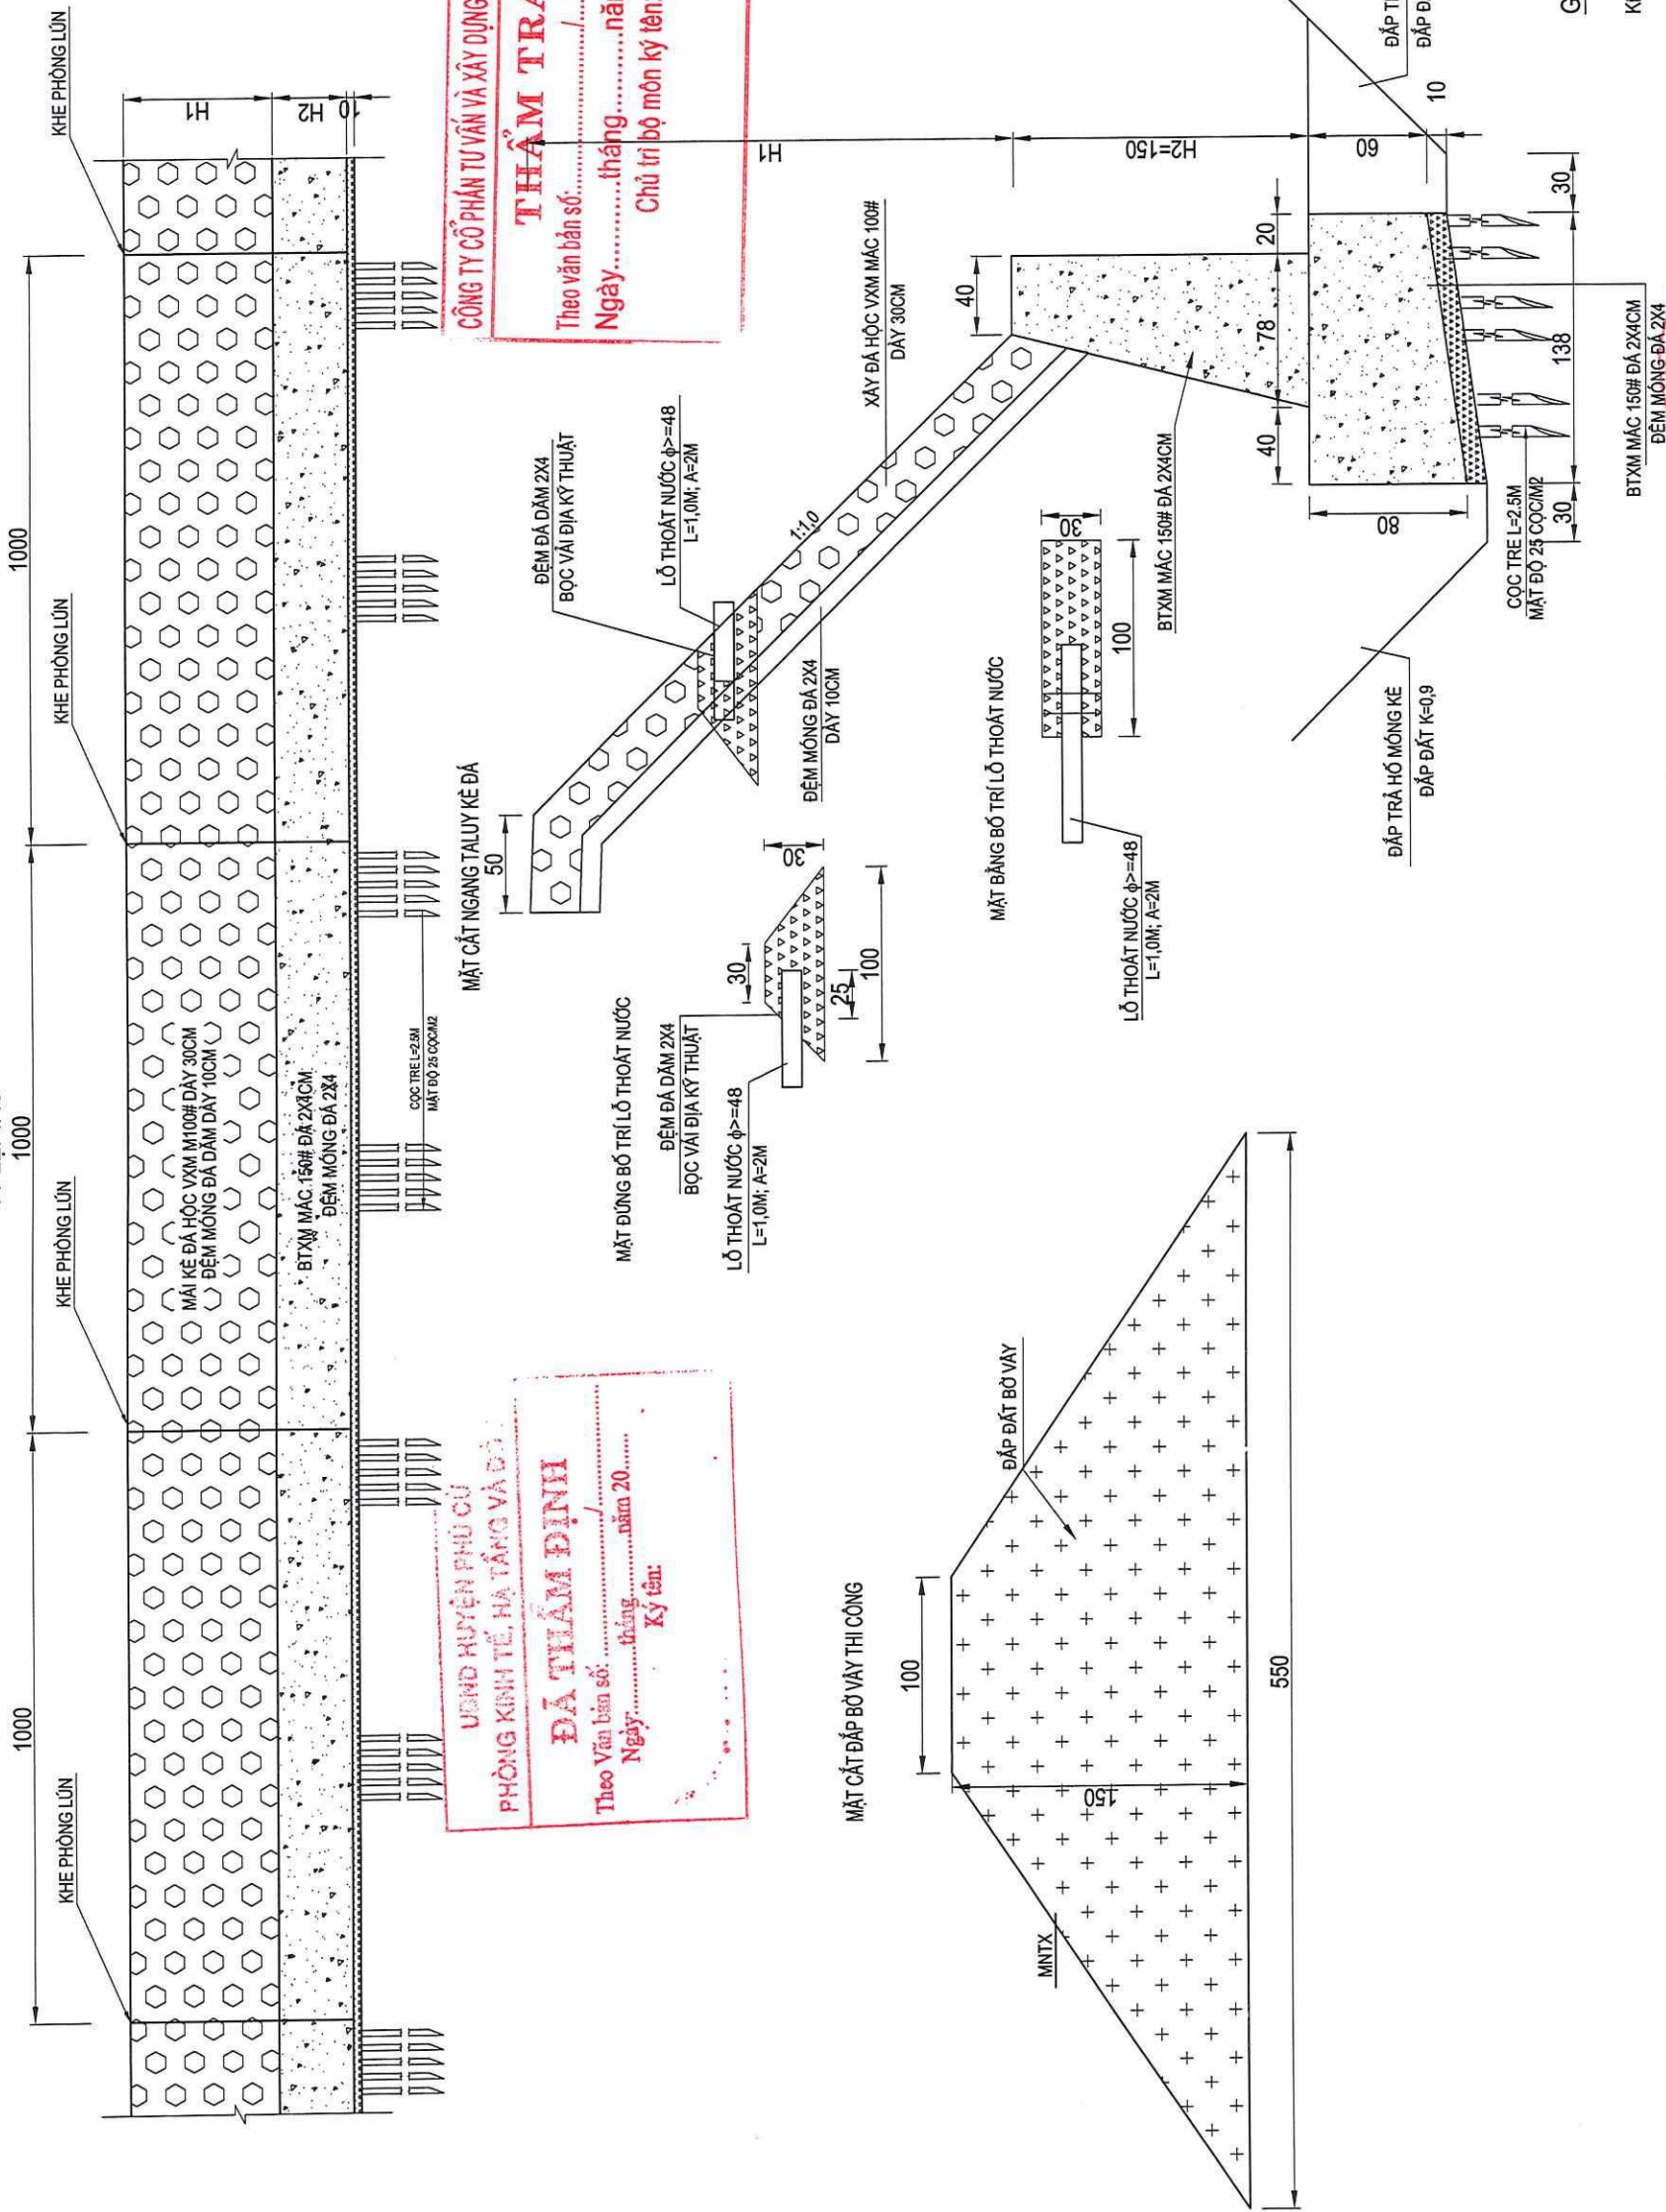 KHE PHÒNG LÚN
KHE PHÒNG LÚN
KHE PHÒNG LÚN
KHE PHÒNG LÚN
1000
1000
1000
MÁI KÈ ĐÁ HỘC VXM M100# DÀY 30CM
ĐỆM MÓNG ĐÁ DĂM DÀY 10CM
BTXM MÁC 150# ĐÁ 2X4CM
ĐỆM MÓNG ĐÁ 2X4
CỌC TRE L=2.5M
MẬT ĐỘ 25 CỌC/M2
H1
H2
10
UBND HUYỆN PHÙ CỪ
PHÒNG KINH TẾ, HẠ TẦNG VÀ
ĐÃ THẨM ĐỊNH
Theo Văn bản số:............/............
Ngày............tháng............năm 20......
Ký tên:
CÔNG TY CỔ PHẦN TƯ VẤN VÀ XÂY DỰNG
THẨM TRA
Theo văn bản số:............/
Ngày............tháng............năm
Chủ trì bộ môn ký tên:
MẶT CẮT NGANG TALUY KÈ ĐÁ
50
ĐỆM ĐÁ DĂM 2X4
BỌC VẢI ĐỊA KỸ THUẬT
LỖ THOÁT NƯỚC ϕ>=48
L=1,0M; A=2M
1:1,0
XÂY ĐÁ HỘC VXM MÁC 100#
DÀY 30CM
ĐỆM MÓNG ĐÁ 2X4
DÀY 10CM
H1
H2=150
60
10
40
20
78
40
80
30
138
30
BTXM MÁC 150# ĐÁ 2X4CM
CỌC TRE L=2.5M
MẬT ĐỘ 25 CỌC/M2
BTXM MÁC 150# ĐÁ 2X4CM
ĐỆM MÓNG ĐÁ 2X4
ĐẮP TRẢ HỐ MÓNG KÈ
ĐẮP ĐẤT K=0,9
MẶT ĐỨNG BỐ TRÍ LỖ THOÁT NƯỚC
ĐỆM ĐÁ DĂM 2X4
BỌC VẢI ĐỊA KỸ THUẬT
LỖ THOÁT NƯỚC ϕ>=48
L=1,0M; A=2M
30
30
25
100
MẶT BẰNG BỐ TRÍ LỖ THOÁT NƯỚC
30
100
LỖ THOÁT NƯỚC ϕ>=48
L=1,0M; A=2M
MẶT CẮT ĐẮP BỜ VÂY THI CÔNG
100
150
550
MNTX
ĐẮP ĐẤT BỜ VÂY